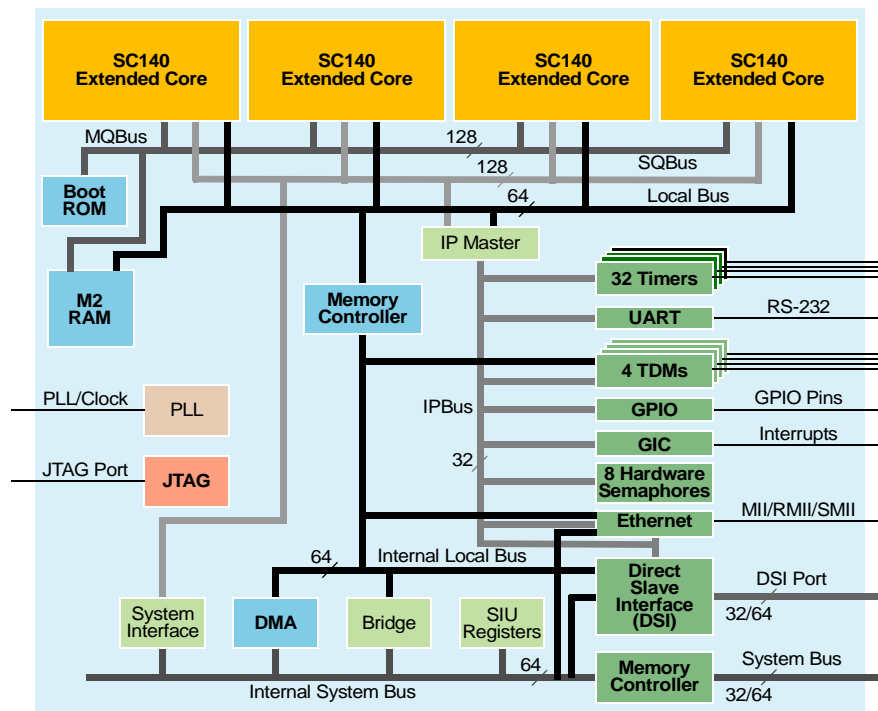 SC140
Extended Core
SC140
Extended Core
SC140
Extended Core
SC140
Extended Core
MQBus
128
128
SQBus
Boot
ROM
64
Local Bus
IP Master
M2
RAM
Memory
Controller
32 Timers
UART
RS-232
4 TDMs
PLL/Clock
PLL
IPBus
GPIO
GPIO Pins
GIC
Interrupts
32
JTAG Port
JTAG
8 Hardware
Semaphores
Ethernet
MII/RMII/SMII
64
Internal Local Bus
Direct
Slave
Interface
(DSI)
DSI Port
32/64
System
Interface
DMA
Bridge
SIU
Registers
64
Internal System Bus
Memory
Controller
System Bus
32/64